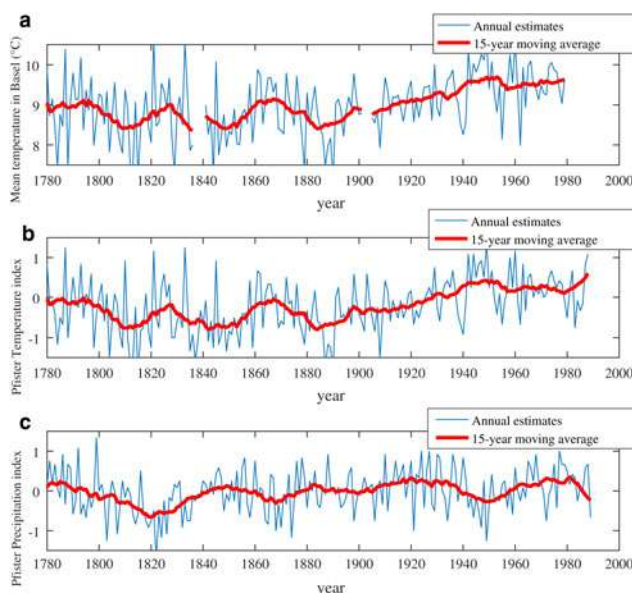 a
Annual estimates
15-year moving average
Mean temperature in Basel (°C)
10
9
8
1780 1800 1820 1840 1860 1880 1900 1920 1940 1960 1980 2000
year
b
Annual estimates
15-year moving average
Pfister Temperature index
1
0
-1
1780 1800 1820 1840 1860 1880 1900 1920 1940 1960 1980 2000
year
c
Annual estimates
15-year moving average
Pfister Precipitation index
1
0
-1
1780 1800 1820 1840 1860 1880 1900 1920 1940 1960 1980 2000
year